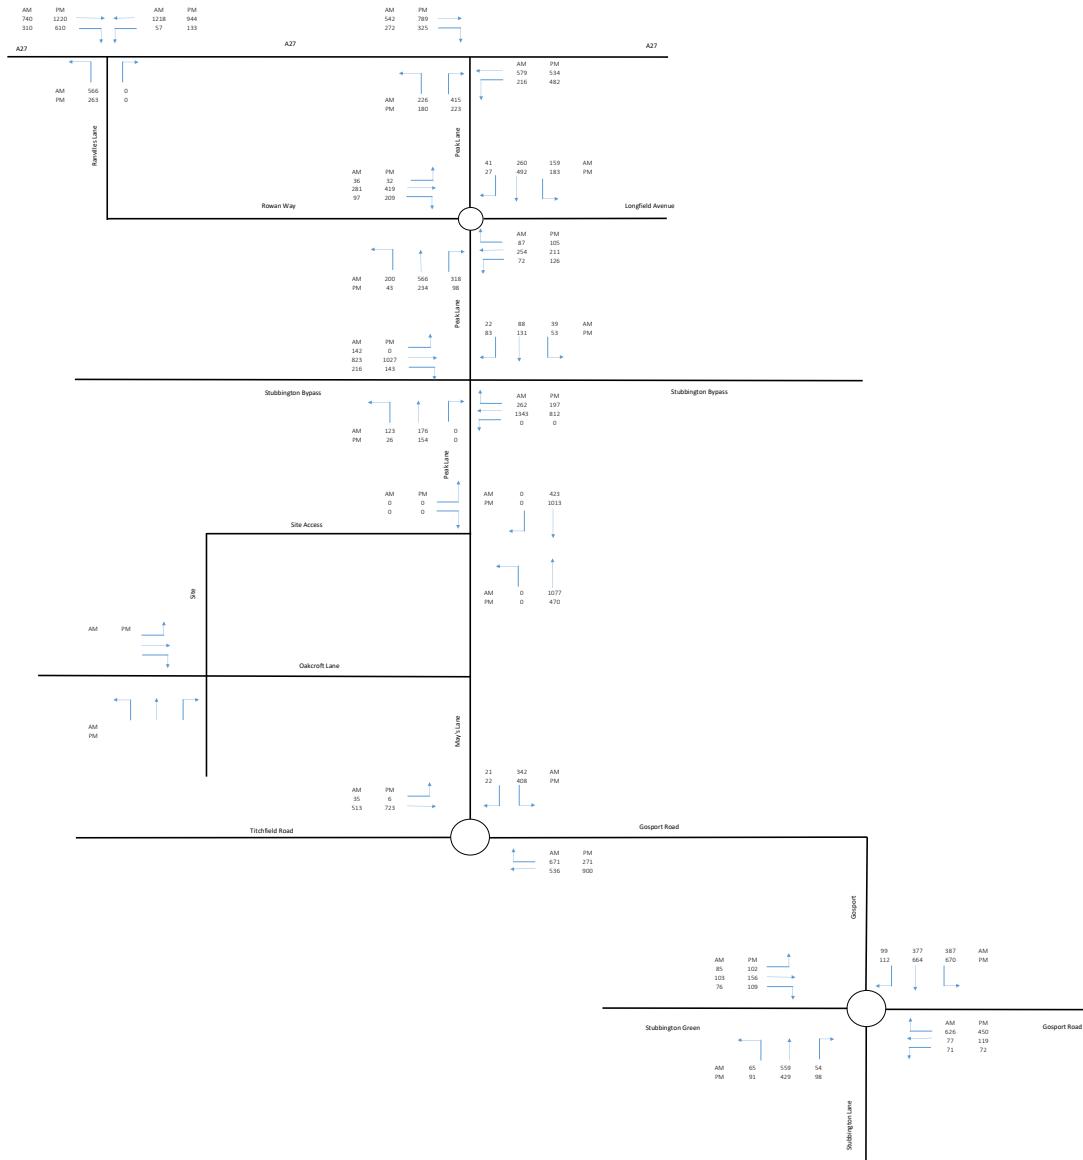 AM PM
740 1220
310 610
AM PM
1218 944
57 133
AM PM
542 789
272 325
A27
A27
A27
AM 566 0
PM 263 0
AM PM
579 534
216 482
AM 226 415
PM 180 223
Ranvilles Lane
Peak Lane
41 260 159 AM
27 492 183 PM
AM PM
36 32
281 419
97 209
Rowan Way
Longfield Avenue
AM PM
87 105
254 211
72 126
AM 200 566 318
PM 43 234 98
Peak Lane
22 88 39 AM
83 131 53 PM
AM PM
142 0
823 1027
216 143
Stubbington Bypass
Stubbington Bypass
AM PM
262 197
1343 812
0 0
AM 123 176 0
PM 26 154 0
Peak Lane
AM PM
0 0
0 0
AM 0 423
PM 0 1013
Site Access
AM 0 1077
PM 0 470
Site
AM PM
Oakcroft Lane
AM
PM
May's Lane
21 342 AM
22 408 PM
AM PM
35 6
513 723
Titchfield Road
Gosport Road
AM PM
671 271
536 900
Gosport
99 377 387 AM
112 664 670 PM
AM PM
85 102
103 156
76 109
Stubbington Green
Gosport Road
AM PM
626 450
77 119
71 72
AM 65 559 54
PM 91 429 98
Stubbington Lane